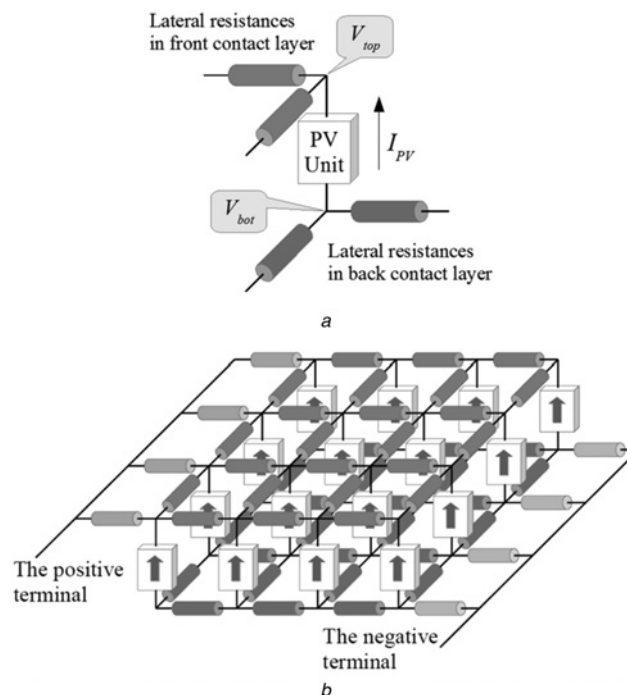 Lateral resistances
in front contact layer
V_top
PV
Unit
I_PV
V_bot
Lateral resistances
in back contact layer
a
The positive
terminal
The negative
terminal
b